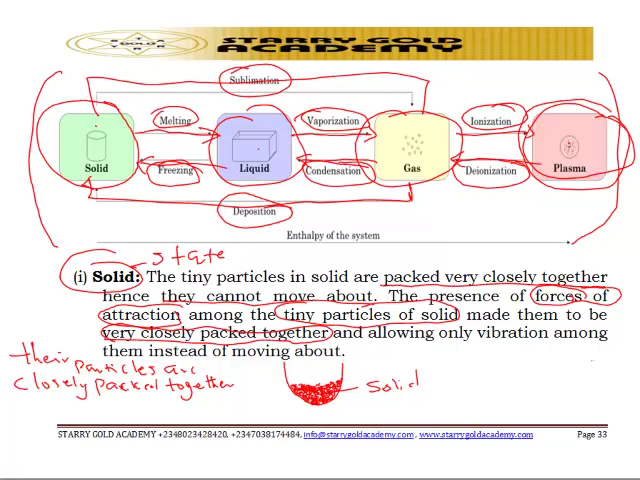 STARRY GOLD
ACADEMY
STAR
GOLD
Sublimation
Melting
Vaporization
Ionization
Solid
Freezing
Liquid
Condensation
Gas
Deionization
Plasma
Deposition
Enthalpy of the system
state
(i) Solid: The tiny particles in solid are packed very closely together
hence they cannot move about. The presence of forces of
attraction among the tiny particles of solid made them to be
very closely packed together and allowing only vibration among
them instead of moving about.
their particles are
closely packed together
Solid
STARRY GOLD ACADEMY +2348023428420, +2347038174484, info@starrygoldacademy.com , www.starrygoldacademy.com Page 33